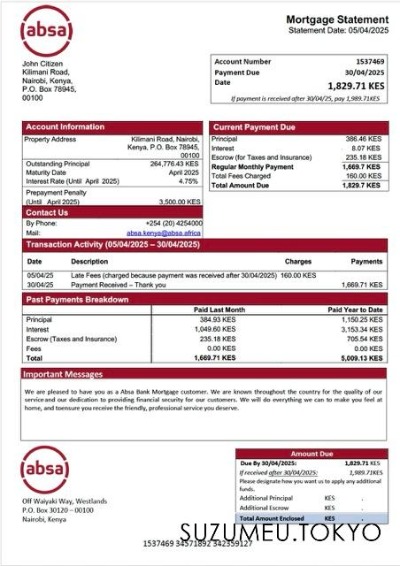 absa
Mortgage Statement
Statement Date: 05/04/2025
John Citizen
Kilimani Road,
Nairobi, Kenya,
P.O. Box 78945,
00100
Account Number 1537469
Payment Due 30/04/2025
Date 1,829.71 KES
If payment is received after 30/04/25, pay 1,989.71KES
Account Information
Property Address Kilimani Road, Nairobi,
Kenya, P.O. Box 78945,
00100
Outstanding Principal 264,776.43 KES
Maturity Date April 2025
Interest Rate (Until April 2025) 4.75%
Prepayment Penalty
(Until April 2025) 3,500.00 KES
Contact Us
By Phone: +254 (20) 4254000
Mail: absa.kenya@absa.africa
Current Payment Due
Principal 386.46 KES
Interest 8.07 KES
Escrow (for Taxes and Insurance) 235.18 KES
Regular Monthly Payment 1,669.7 KES
Total Fees Charged 160.00 KES
Total Amount Due 1,829.7 KES
Transaction Activity (05/04/2025 – 30/04/2025)
Date Description Charges Payments
05/04/25 Late Fees (charged because payment was received after 30/04/2025) 160.00 KES
30/04/25 Payment Received – Thank you 1,669.71 KES
Past Payments Breakdown
Paid Last Month Paid Year to Date
Principal 384.93 KES 1,150.25 KES
Interest 1,049.60 KES 3,153.34 KES
Escrow (Taxes and Insurance) 235.18 KES 705.54 KES
Fees 0.00 KES 0.00 KES
Total 1,669.71 KES 5,009.13 KES
Important Messages
We are pleased to have you as a Absa Bank Mortgage customer. We are known throughout the country for the quality of our
service and our dedication to providing financial security for our customers. We will do everything we can to make you feel at
home, and toensure you receive the friendly, professional service you deserve.
absa
Off Waiyaki Way, Westlands
P.O. Box 30120 – 00100
Nairobi, Kenya
Amount Due
Due By 30/04/2025: 1,829.71 KES
If received after 30/04/2025: 1,989.71KES
Please designate how you want us to apply any additional
funds.
Additional Principal KES .
Additional Escrow KES .
Total Amount Enclosed KES .
SUZUMEU.TOKYO
1537469 34571892 342359127